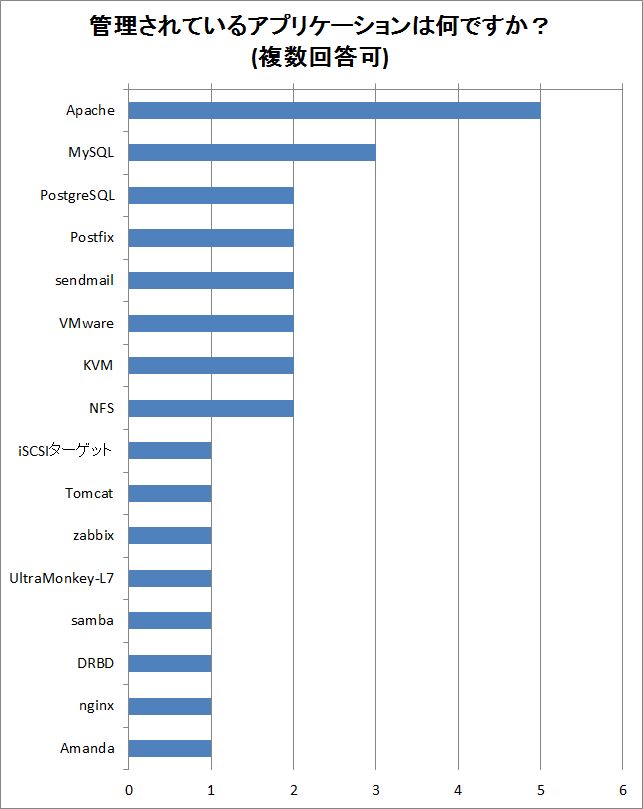 管理されているアプリケーションは何ですか？
(複数回答可)
Apache
MySQL
PostgreSQL
Postfix
sendmail
VMware
KVM
NFS
iSCSIターゲット
Tomcat
zabbix
UltraMonkey-L7
samba
DRBD
nginx
Amanda
0 1 2 3 4 5 6